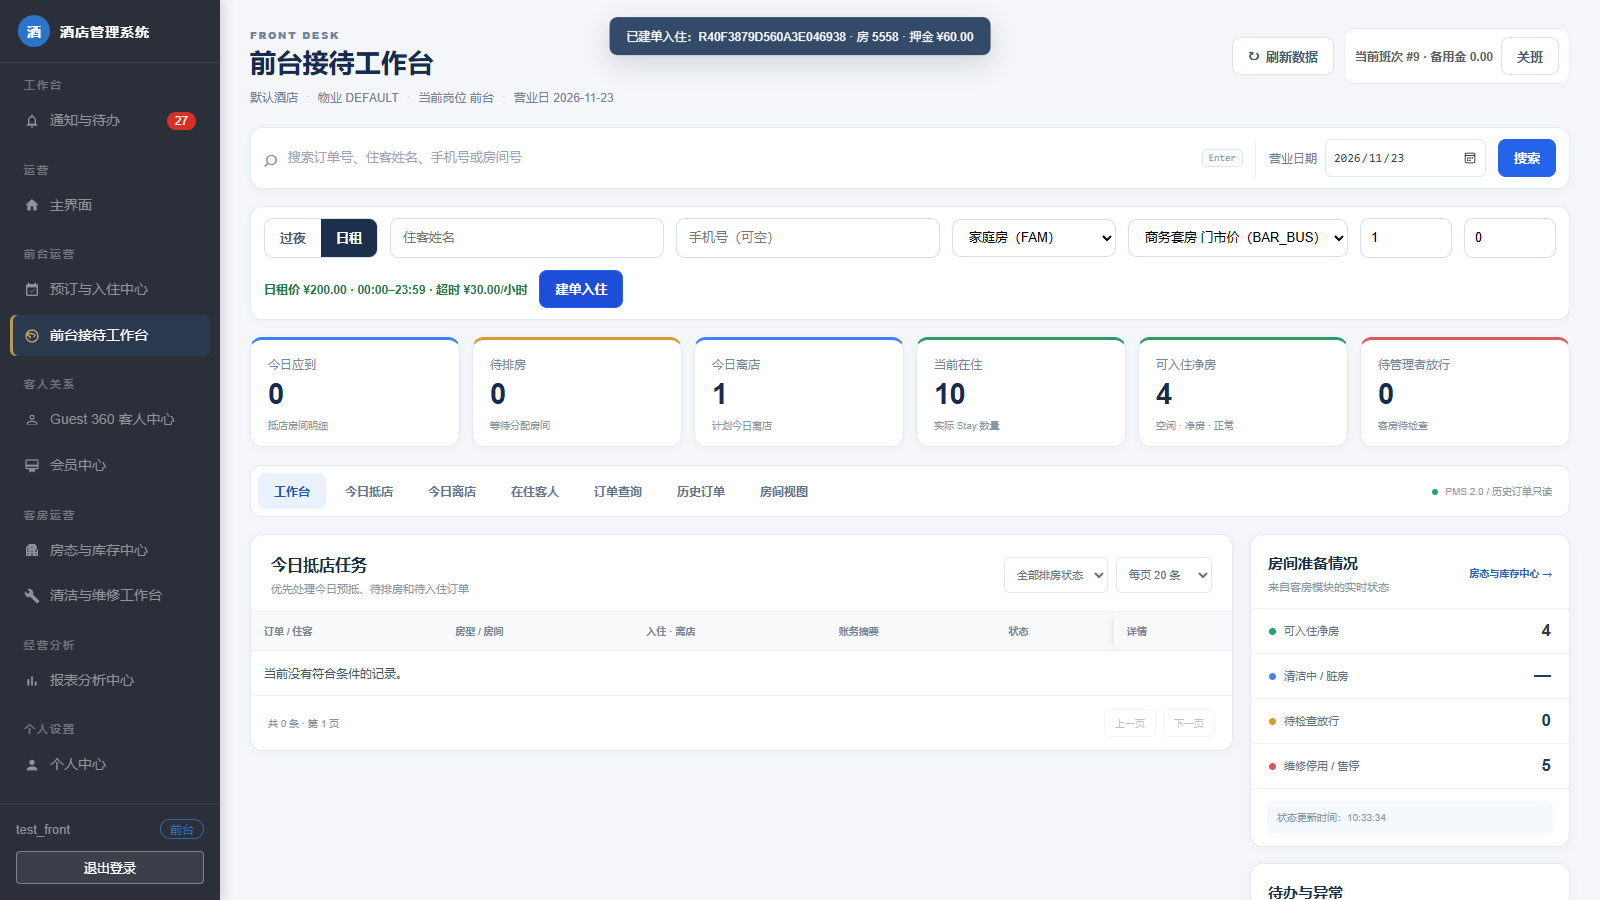 酒 酒店管理系统
工作台
通知与待办 27
运营
主界面
前台运营
预订与入住中心
前台接待工作台
客人关系
Guest 360 客人中心
会员中心
客房运营
房态与库存中心
清洁与维修工作台
经营分析
报表分析中心
个人设置
个人中心
test_front 前台
退出登录
FRONT DESK
前台接待工作台
默认酒店 · 物业 DEFAULT · 当前岗位 前台 · 营业日 2026-11-23
已建单入住：R40F3879D560A3E046938 · 房 5558 · 押金 ¥60.00
刷新数据
当前班次 #9 · 备用金 0.00 关班
搜索订单号、住客姓名、手机号或房间号 Enter 营业日期 2026/11/23 搜索
过夜 日租 住客姓名 手机号（可空） 家庭房（FAM） 商务套房 门市价（BAR_BUS） 1 0
日租价 ¥200.00 · 00:00–23:59 · 超时 ¥30.00/小时 建单入住
今日应到
0
抵店房间明细
待排房
0
等待分配房间
今日离店
1
计划今日离店
当前在住
10
实际 Stay 数量
可入住净房
4
空闲 · 净房 · 正常
待管理者放行
0
客房待检查
工作台 今日抵店 今日离店 在住客人 订单查询 历史订单 房间视图 PMS 2.0 / 历史订单只读
今日抵店任务
优先处理今日预抵、待排房和待入住订单
全部排房状态 每页 20 条
订单 / 住客 房型 / 房间 入住 · 离店 账务摘要 状态 详情
当前没有符合条件的记录。
共 0 条 · 第 1 页 上一页 下一页
房间准备情况
来自客房模块的实时状态
房态与库存中心 →
可入住净房 4
清洁中 / 脏房 —
待检查放行 0
维修停用 / 售停 5
状态更新时间：10:33:34
待办与异常